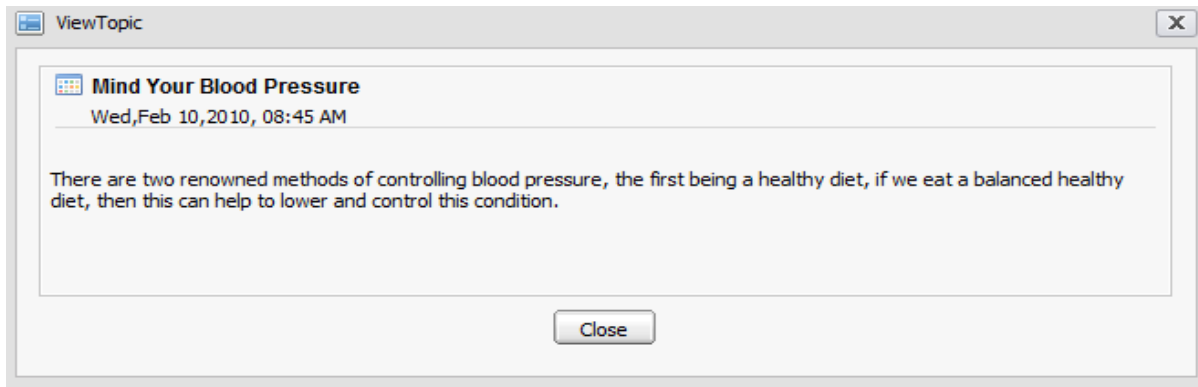 ViewTopic
Mind Your Blood Pressure
Wed,Feb 10,2010, 08:45 AM
There are two renowned methods of controlling blood pressure, the first being a healthy diet, if we eat a balanced healthy
diet, then this can help to lower and control this condition.
Close